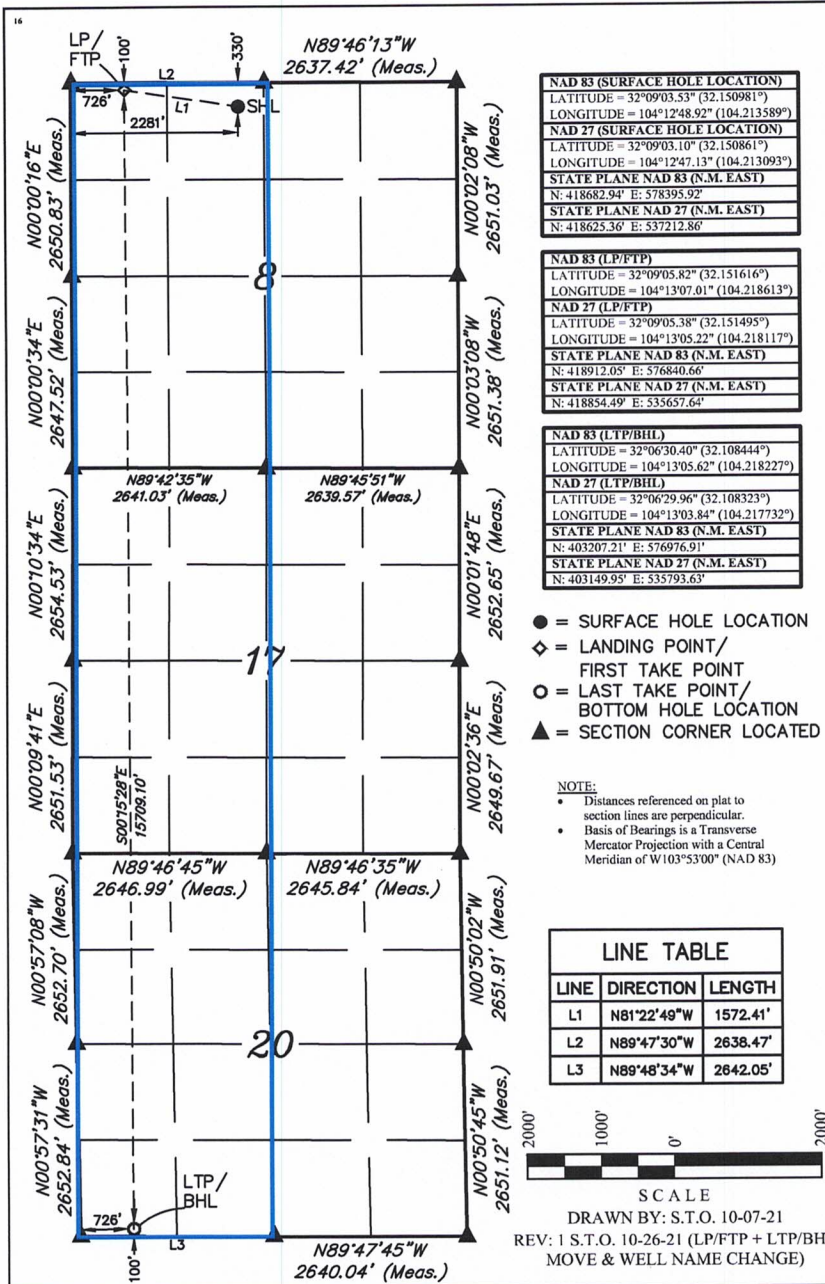 16
LP/
FTP
100'
L2
330'
N89°46'13"W
2637.42' (Meas.)
726'
L1
SHL
2281'
N00°00'16"E
2650.83' (Meas.)
N00°02'08"W
2651.03' (Meas.)
8
N00°00'34"E
2647.52' (Meas.)
N00°03'08"W
2651.38' (Meas.)
N89°42'35"W
2641.03' (Meas.)
N89°45'51"W
2639.57' (Meas.)
N00°10'34"E
2654.53' (Meas.)
N00°01'48"E
2652.65' (Meas.)
17
N00°09'41"E
2651.53' (Meas.)
S00°15'28"E
15709.10'
N00°02'36"W
2649.67' (Meas.)
N89°46'45"W
2646.99' (Meas.)
N89°46'35"W
2645.84' (Meas.)
N00°57'08"W
2652.70' (Meas.)
N00°50'02"W
2651.91' (Meas.)
20
N00°57'31"W
2652.84' (Meas.)
N00°50'45"W
2651.12' (Meas.)
726'
LTP/
BHL
100'
L3
N89°47'45"W
2640.04' (Meas.)
NAD 83 (SURFACE HOLE LOCATION)
LATITUDE = 32°09'03.53" (32.150981°)
LONGITUDE = 104°12'48.92" (104.213589°)
NAD 27 (SURFACE HOLE LOCATION)
LATITUDE = 32°09'03.10" (32.150861°)
LONGITUDE = 104°12'47.13" (104.213093°)
STATE PLANE NAD 83 (N.M. EAST)
N: 418682.94' E: 578395.92'
STATE PLANE NAD 27 (N.M. EAST)
N: 418625.36' E: 537212.86'
NAD 83 (LP/FTP)
LATITUDE = 32°09'05.82" (32.151616°)
LONGITUDE = 104°13'07.01" (104.218613°)
NAD 27 (LP/FTP)
LATITUDE = 32°09'05.38" (32.151495°)
LONGITUDE = 104°13'05.22" (104.218117°)
STATE PLANE NAD 83 (N.M. EAST)
N: 418912.05' E: 576840.66'
STATE PLANE NAD 27 (N.M. EAST)
N: 418854.49' E: 535657.64'
NAD 83 (LTP/BHL)
LATITUDE = 32°06'30.40" (32.108444°)
LONGITUDE = 104°13'05.62" (104.218227°)
NAD 27 (LTP/BHL)
LATITUDE = 32°06'29.96" (32.108323°)
LONGITUDE = 104°13'03.84" (104.217732°)
STATE PLANE NAD 83 (N.M. EAST)
N: 403207.21' E: 576976.91'
STATE PLANE NAD 27 (N.M. EAST)
N: 403149.95' E: 535793.63'
= SURFACE HOLE LOCATION
= LANDING POINT/
FIRST TAKE POINT
= LAST TAKE POINT/
BOTTOM HOLE LOCATION
= SECTION CORNER LOCATED
NOTE:
• Distances referenced on plat to
section lines are perpendicular.
• Basis of Bearings is a Transverse
Mercator Projection with a Central
Meridian of W103°53'00" (NAD 83)
LINE TABLE
LINE DIRECTION LENGTH
L1 N81°22'49"W 1572.41'
L2 N89°47'30"W 2638.47'
L3 N89°48'34"W 2642.05'
2000' 1000' 0' 2000'
SCALE
DRAWN BY: S.T.O. 10-07-21
REV: 1 S.T.O. 10-26-21 (LP/FTP + LTP/BH
MOVE & WELL NAME CHANGE)